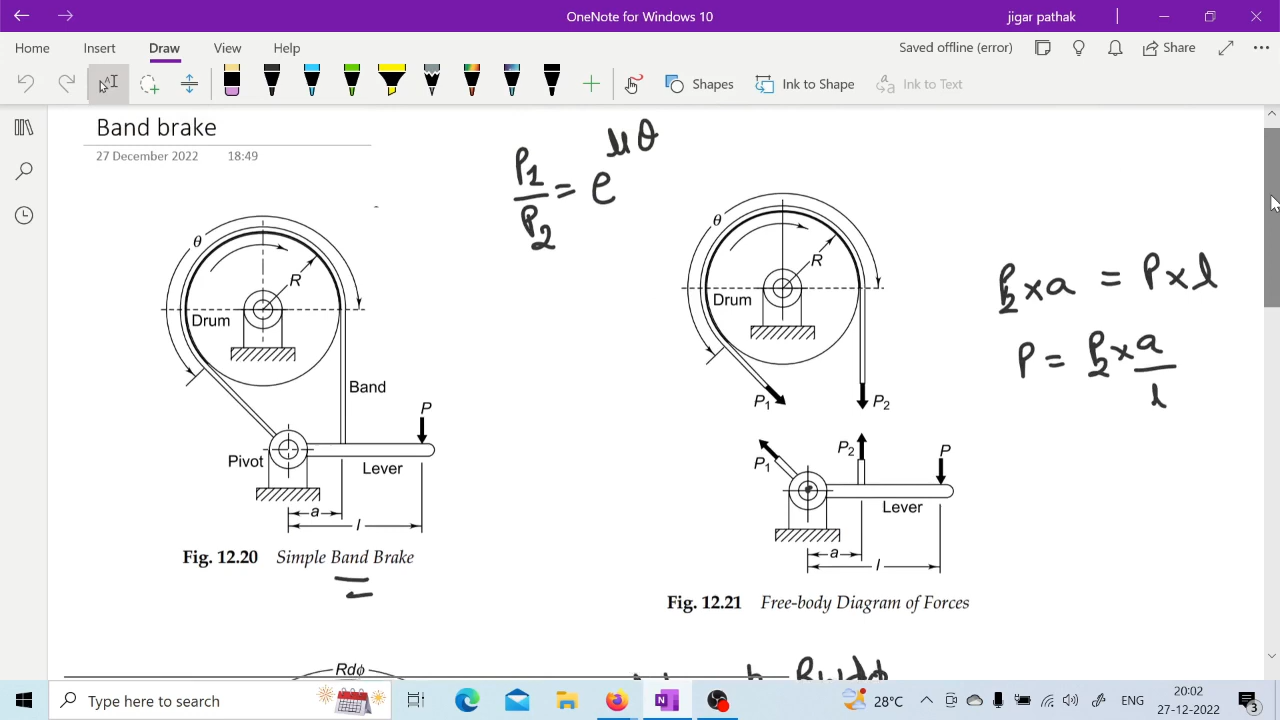 OneNote for Windows 10
jigar pathak
Home Insert Draw View Help
Saved offline (error)
Share
Shapes
Ink to Shape
Ink to Text
Band brake
27 December 2022 18:49
P1/P2 = e^μθ
θ
R
Drum
Band
P
Pivot
Lever
a
l
Fig. 12.20 Simple Band Brake
θ
R
Drum
P1
P2
P1
P2
P
Lever
a
l
Fig. 12.21 Free-body Diagram of Forces
P2 × a = P × l
P = P2 × a/l
Rdϕ
Type here to search
28°C
ENG
20:02
27-12-2022
3